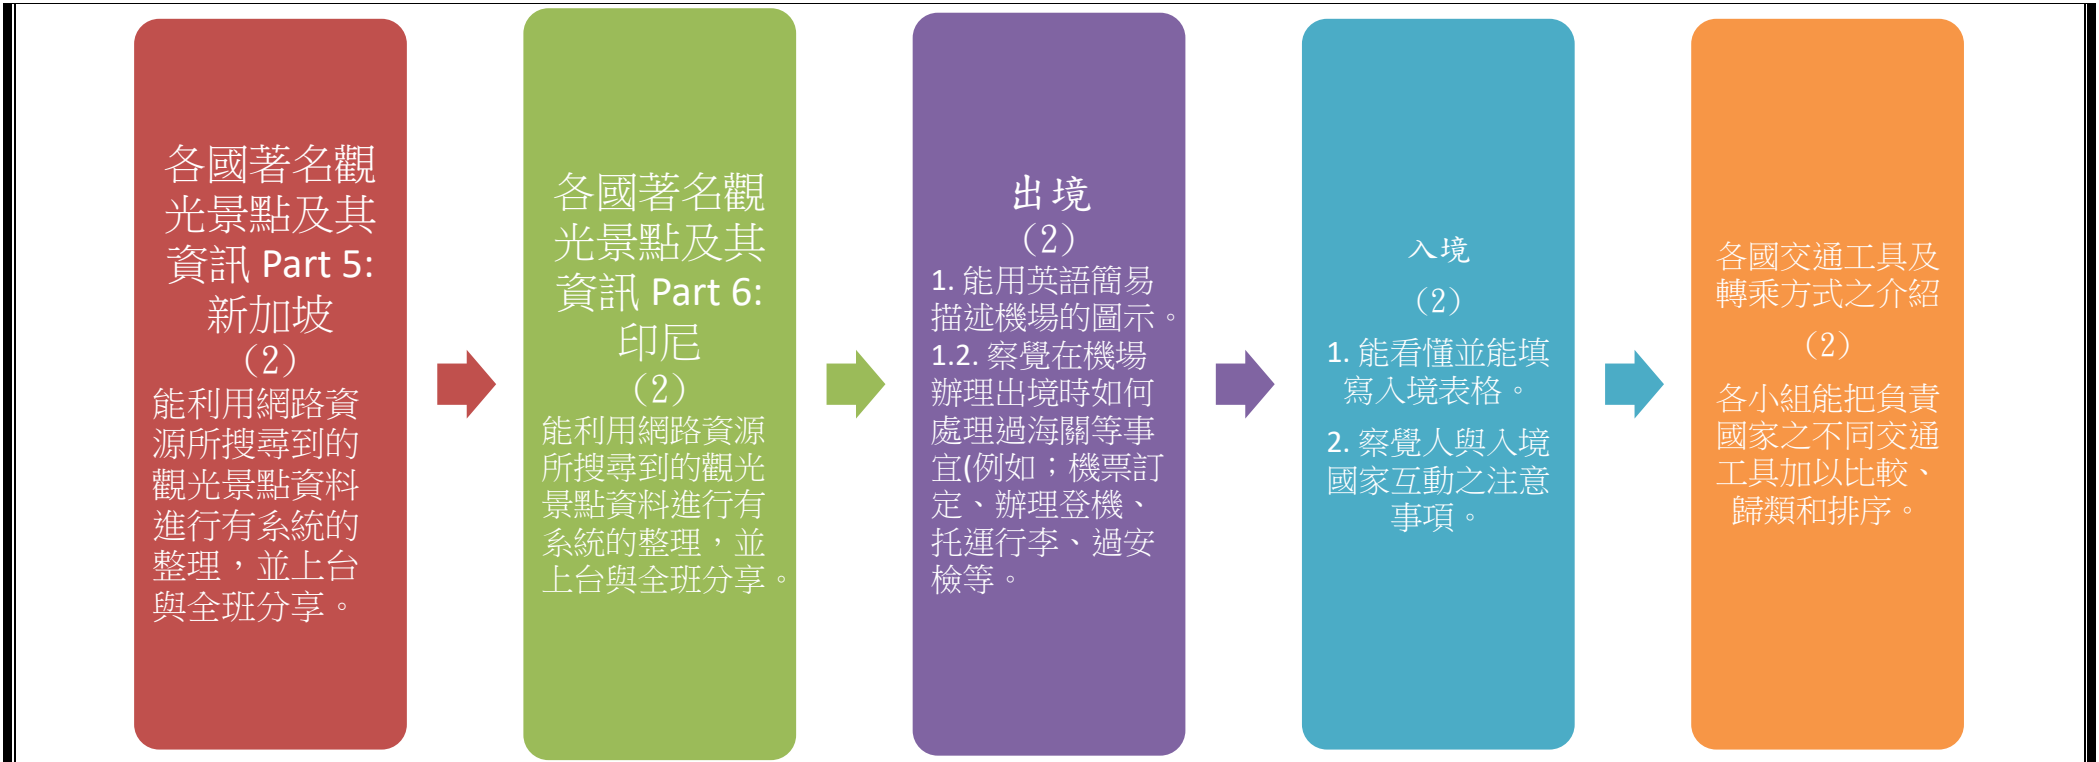 各國著名觀
光景點及其
資訊 Part 5:
新加坡
（2）
能利用網路資
源所搜尋到的
觀光景點資料
進行有系統的
整理，並上台
與全班分享。
各國著名觀
光景點及其
資訊 Part 6:
印尼
（2）
能利用網路資源
所搜尋到的觀光
景點資料進行有
系統的整理，並
上台與全班分享。
出境
（2）
1. 能用英語簡易
描述機場的圖示。
1.2. 察覺在機場
辦理出境時如何
處理過海關等事
宜(例如；機票訂
定、辦理登機、
托運行李、過安
檢等。
入境
（2）
1. 能看懂並能填
寫入境表格。
2. 察覺人與入境
國家互動之注意
事項。
各國交通工具及
轉乘方式之介紹
（2）
各小組能把負責
國家之不同交通
工具加以比較、
歸類和排序。